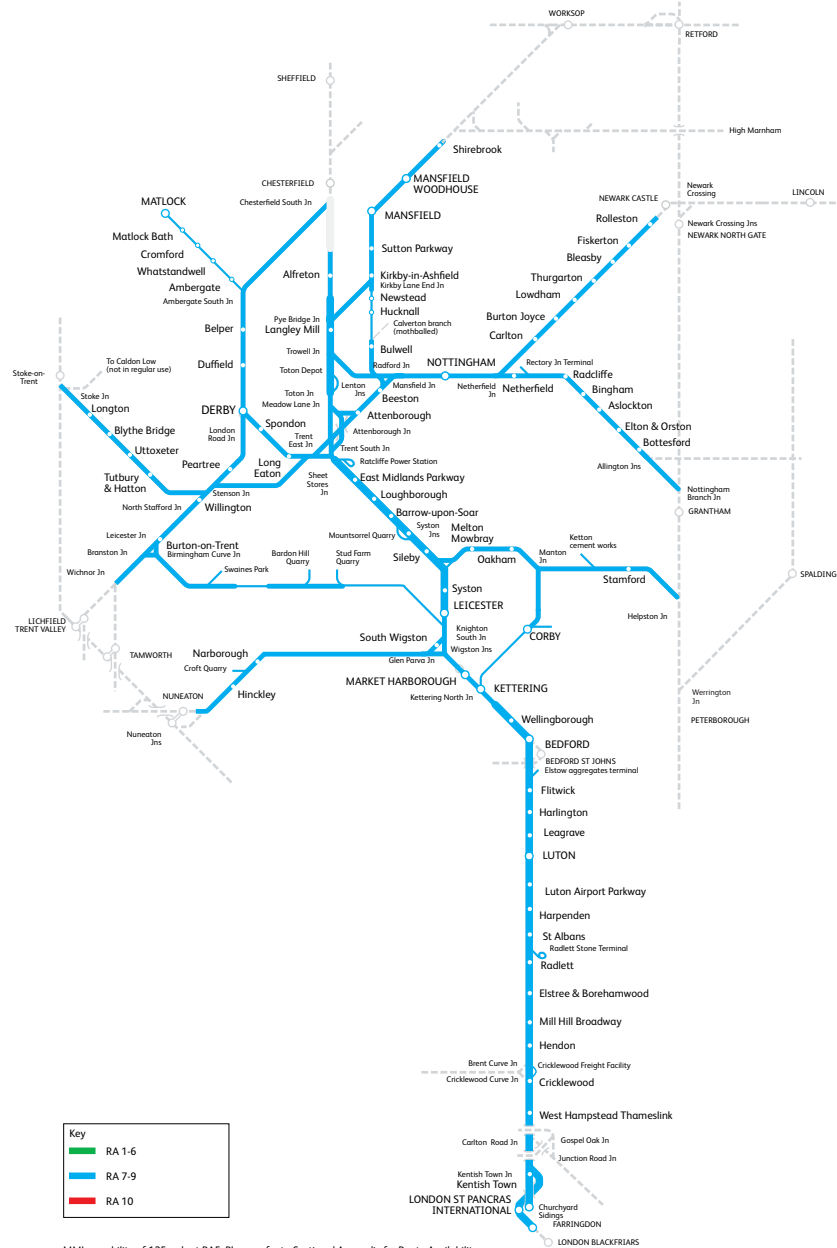 WORKSOP
RETFORD
SHEFFIELD
High Marnham
Shirebrook
CHESTERFIELD
MANSFIELD
WOODHOUSE
Newark
Crossing
NEWARK CASTLE
LINCOLN
MATLOCK
Chesterfield South Jn
MANSFIELD
Rolleston
Newark Crossing Jns
NEWARK NORTH GATE
Matlock Bath
Cromford
Whatstandwell
Ambergate
Ambergate South Jn
Sutton Parkway
Fiskerton
Bleasby
Thurgarton
Lowdham
Burton Joyce
Carlton
Alfreton
Kirkby-in-Ashfield
Kirkby Lane End Jn
Newstead
Hucknall
Calverton branch
(mothballed)
Bulwell
Pye Bridge Jn
Langley Mill
Belper
Duffield
Trowell Jn
Toton Depot
Toton Jn
Meadow Lane Jn
Radford Jn
NOTTINGHAM
Rectory Jn Terminal
Radcliffe
Lenton
Jns
Mansfield Jn
Beeston
Netherfield
Jn
Netherfield
Bingham
Aslockton
Elton & Orston
Bottesford
Allington Jns
Nottingham
Branch Jn
GRANTHAM
Stoke-on-
Trent
To Caldon Low
(not in regular use)
Stoke Jn
Longton
Blythe Bridge
Uttoxeter
Tutbury
& Hatton
DERBY
London
Road Jn
Spondon
Peartree
Long
Eaton
Trent
East Jn
Attenborough
Attenborough Jn
Trent South Jn
Ratcliffe Power Station
Sheet
Stores
Jn
East Midlands Parkway
Loughborough
Barrow-upon-Soar
Stenson Jn
North Stafford Jn
Willington
Leicester Jn
Branston Jn
Burton-on-Trent
Birmingham Curve Jn
Wichnor Jn
Swaines Park
Bardon Hill
Quarry
Stud Farm
Quarry
Mountsorrel Quarry
Syston
Jns
Sileby
Melton
Mowbray
Oakham
Manton
Jn
Ketton
cement works
Stamford
SPALDING
Helpston Jn
Syston
LEICESTER
LICHFIELD
TRENT VALLEY
TAMWORTH
Narborough
Croft Quarry
Hinckley
South Wigston
Glen Parva Jn
Knighton
South Jn
Wigston Jns
CORBY
MARKET HARBOROUGH
Kettering North Jn
KETTERING
Werrington
Jn
PETERBOROUGH
NUNEATON
Nuneaton
Jns
Wellingborough
BEDFORD
BEDFORD ST JOHNS
Elstow aggregates terminal
Flitwick
Harlington
Leagrave
LUTON
Luton Airport Parkway
Harpenden
St Albans
Radlett Stone Terminal
Radlett
Elstree & Borehamwood
Mill Hill Broadway
Hendon
Brent Curve Jn
Cricklewood Freight Facility
Cricklewood Curve Jn
Cricklewood
West Hampstead Thameslink
Carlton Road Jn
Gospel Oak Jn
Junction Road Jn
Kentish Town Jn
Kentish Town
LONDON ST PANCRAS
INTERNATIONAL
Churchyard
Sidings
FARRINGDON
LONDON BLACKFRIARS
Key
RA 1-6
RA 7-9
RA 10